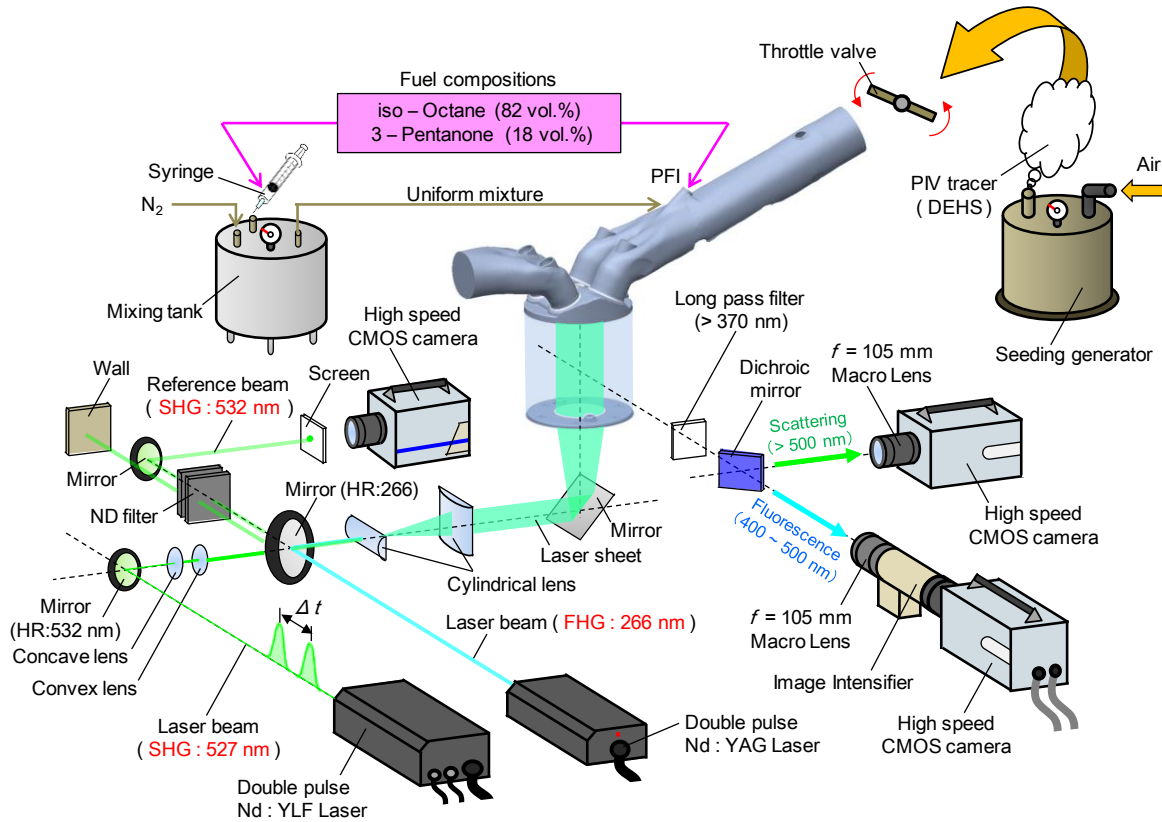 Fuel compositions
iso – Octane (82 vol.%)
3 – Pentanone (18 vol.%)
Throttle valve
Syringe
N2
Uniform mixture
PFI
PIV tracer
( DEHS)
Air
Mixing tank
High speed
CMOS camera
Long pass filter
(> 370 nm)
Seeding generator
Wall
Reference beam
( SHG : 532 nm)
Screen
Dichroic
mirror
f = 105 mm
Macro Lens
Scattering
(> 500 nm)
Mirror
ND filter
Mirror (HR:266)
Mirror
Laser sheet
Cylindrical lens
Fluorescence
(400 ~ 500 nm)
High speed
CMOS camera
Mirror
(HR:532 nm)
Concave lens
Convex lens
Δ t
Laser beam ( FHG : 266 nm)
f = 105 mm
Macro Lens
Image Intensifier
High speed
CMOS camera
Laser beam
( SHG : 527 nm)
Double pulse
Nd : YAG Laser
Double pulse
Nd : YLF Laser